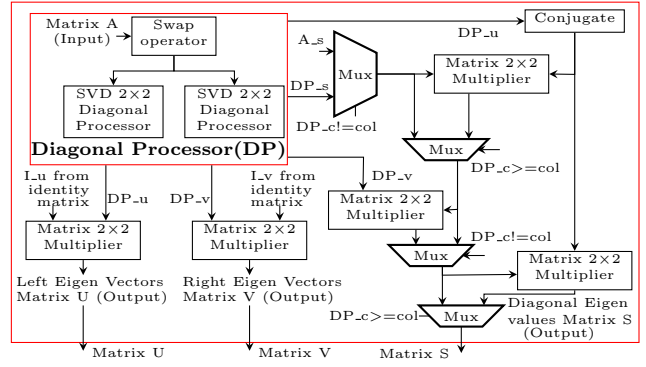 Matrix A
(Input)
Swap
operator
SVD 2×2
Diagonal
Processor
SVD 2×2
Diagonal
Processor
Diagonal Processor(DP)
A_s
DP_s
Mux
DP_c!=col
DP_u
Conjugate
Matrix 2×2
Multiplier
Mux
DP_c>=col
I_u from
identity
matrix
DP_u
DP_v
I_v from
identity
matrix
DP_v
Matrix 2×2
Multiplier
Matrix 2×2
Multiplier
Matrix 2×2
Multiplier
DP_c!=col
Mux
Matrix 2×2
Multiplier
Left Eigen Vectors
Matrix U (Output)
Right Eigen Vectors
Matrix V (Output)
DP_c>=col
Mux
Diagonal Eigen
values Matrix S
(Output)
Matrix U
Matrix V
Matrix S